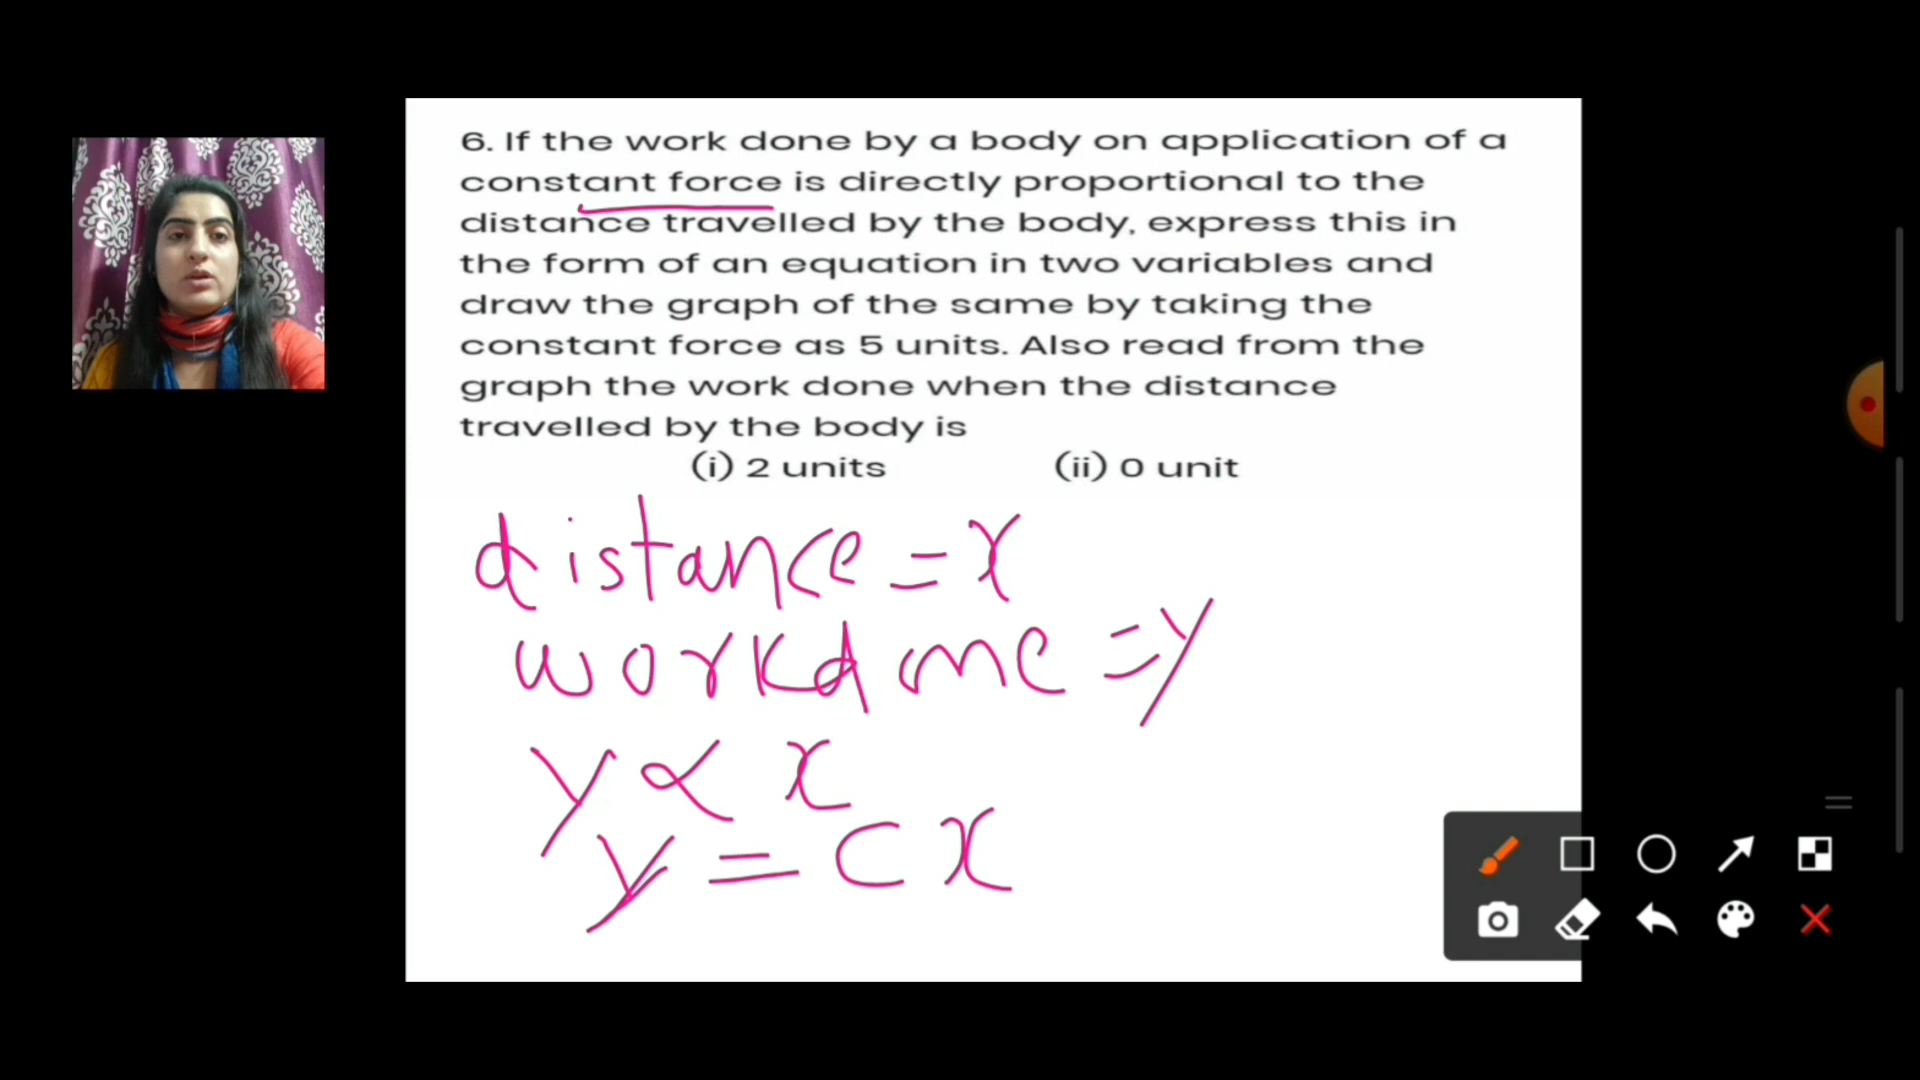 6. If the work done by a body on application of a
constant force is directly proportional to the
distance travelled by the body, express this in
the form of an equation in two variables and
draw the graph of the same by taking the
constant force as 5 units. Also read from the
graph the work done when the distance
travelled by the body is
(i) 2 units (ii) 0 unit
distance = x
workdone = y
y ∝ x
y = cx